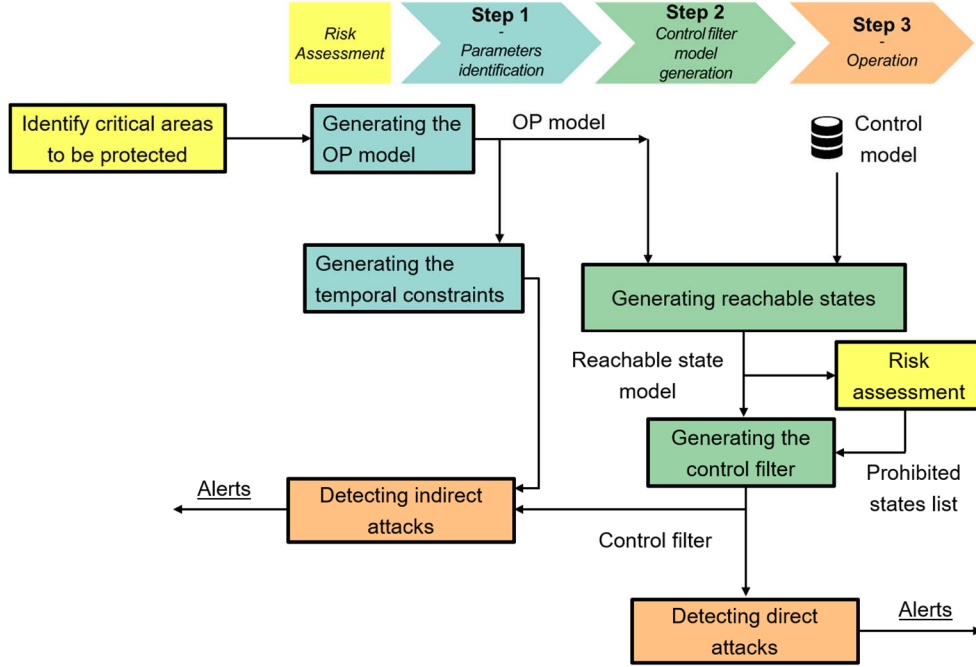 Risk
Assessment
Step 1
-
Parameters
identification
Step 2
Control filter
model
generation
Step 3
-
Operation
Identify critical areas
to be protected
Generating the
OP model
OP model
Control
model
Generating the
temporal constraints
Generating reachable states
Reachable state
model
Risk
assessment
Generating the
control filter
Prohibited
states list
Alerts
Detecting indirect
attacks
Control filter
Detecting direct
attacks
Alerts